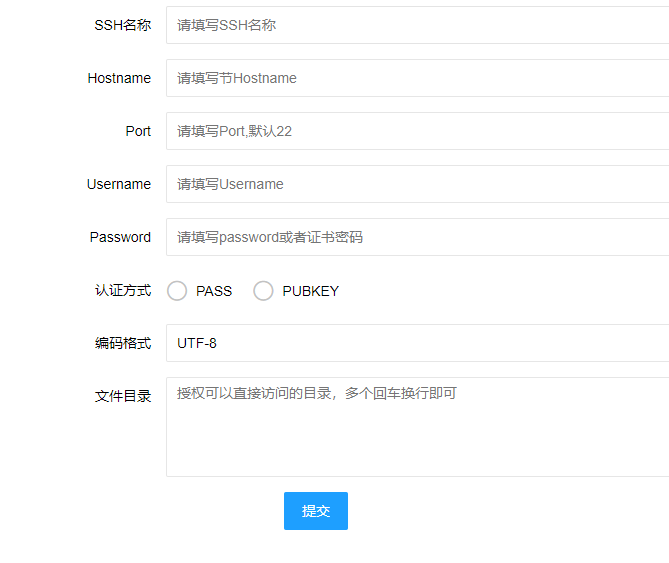 SSH名称 请填写SSH名称
Hostname 请填写节Hostname
Port 请填写Port,默认22
Username 请填写Username
Password 请填写password或者证书密码
认证方式 PASS PUBKEY
编码格式 UTF-8
文件目录 授权可以直接访问的目录，多个回车换行即可
提交